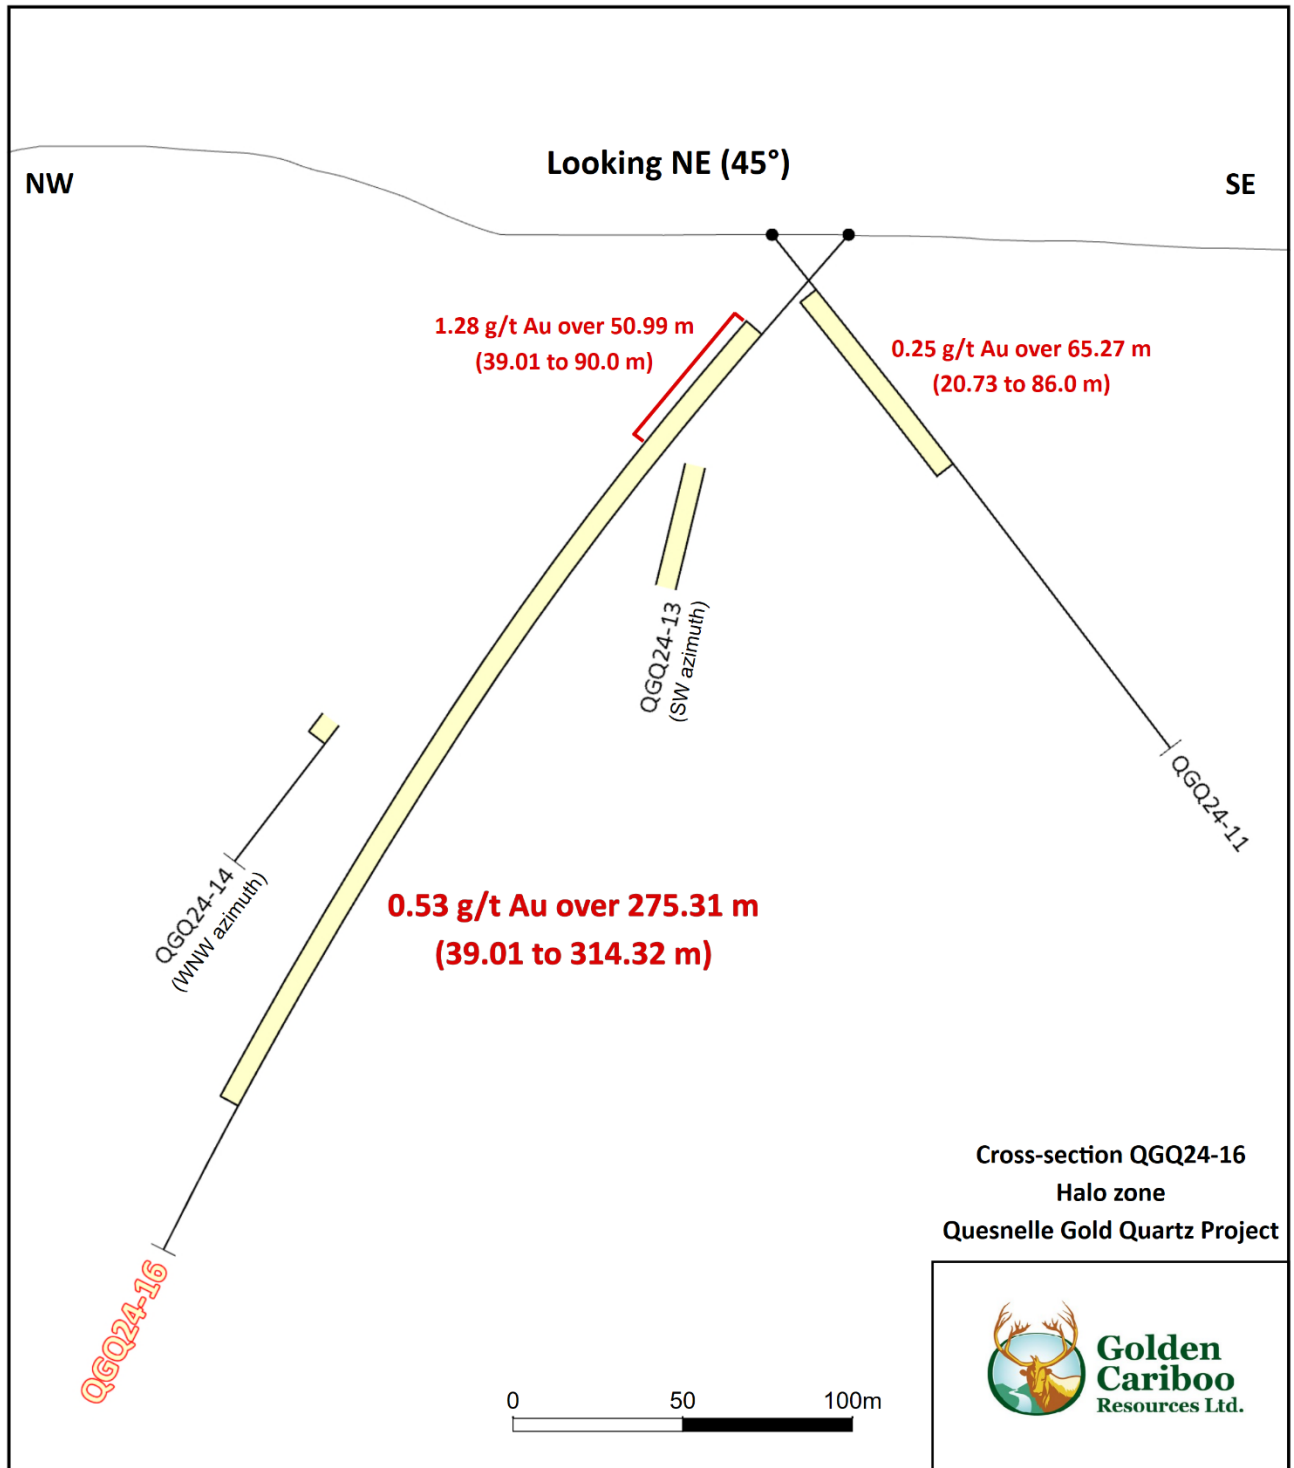 Looking NE (45°)
NW
SE
1.28 g/t Au over 50.99 m
(39.01 to 90.0 m)
0.25 g/t Au over 65.27 m
(20.73 to 86.0 m)
QGQ24-13
(SW azimuth)
QGQ24-11
QGQ24-14
(WNW azimuth)
0.53 g/t Au over 275.31 m
(39.01 to 314.32 m)
QGQ24-16
Cross-section QGQ24-16
Halo zone
Quesnelle Gold Quartz Project
0 50 100m
Golden
Cariboo
Resources Ltd.